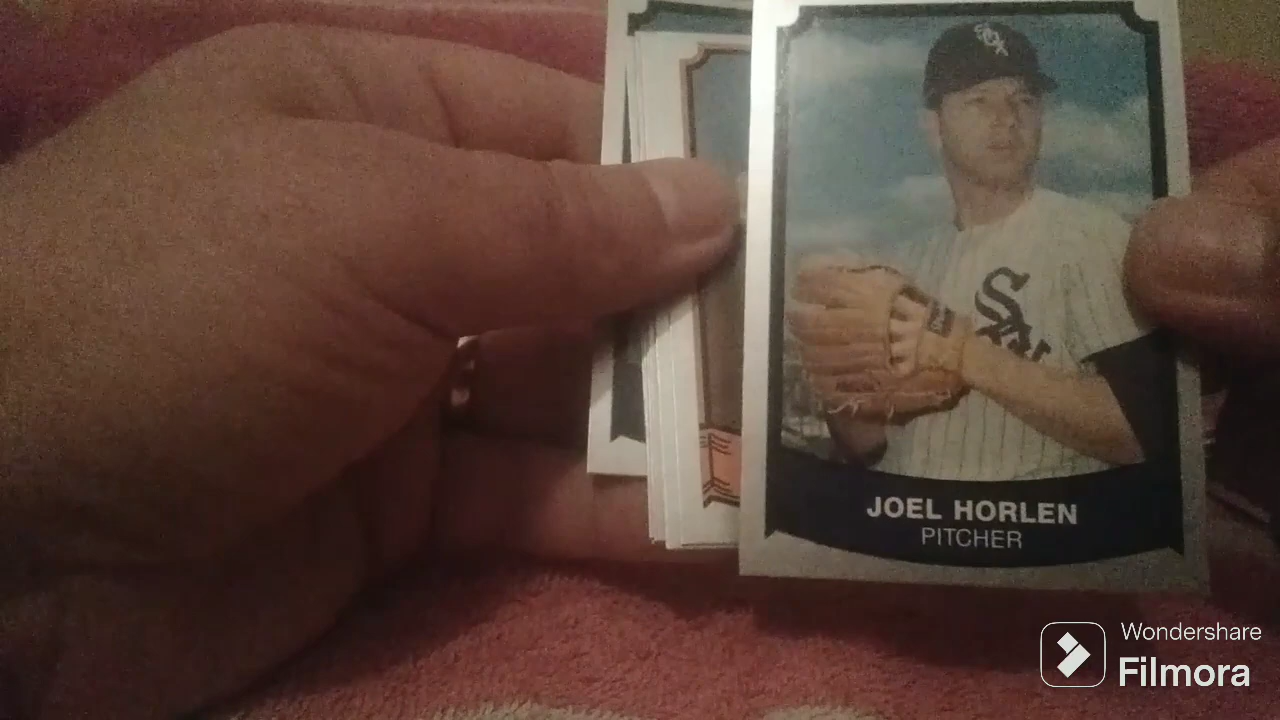 SOX
SOX
JOEL HORLEN
PITCHER
Wondershare
Filmora